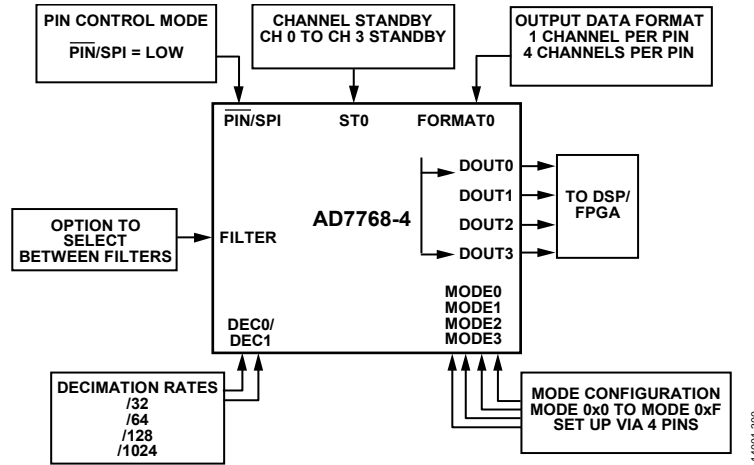 PIN CONTROL MODE
PIN/SPI = LOW
CHANNEL STANDBY
CH 0 TO CH 3 STANDBY
OUTPUT DATA FORMAT
1 CHANNEL PER PIN
4 CHANNELS PER PIN
PIN/SPI
ST0
FORMAT0
DOUT0
DOUT1
DOUT2
DOUT3
TO DSP/
FPGA
AD7768-4
OPTION TO
SELECT
BETWEEN FILTERS
FILTER
MODE0
MODE1
MODE2
MODE3
DEC0/
DEC1
DECIMATION RATES
/32
/64
/128
/1024
MODE CONFIGURATION
MODE 0x0 TO MODE 0xF
SET UP VIA 4 PINS